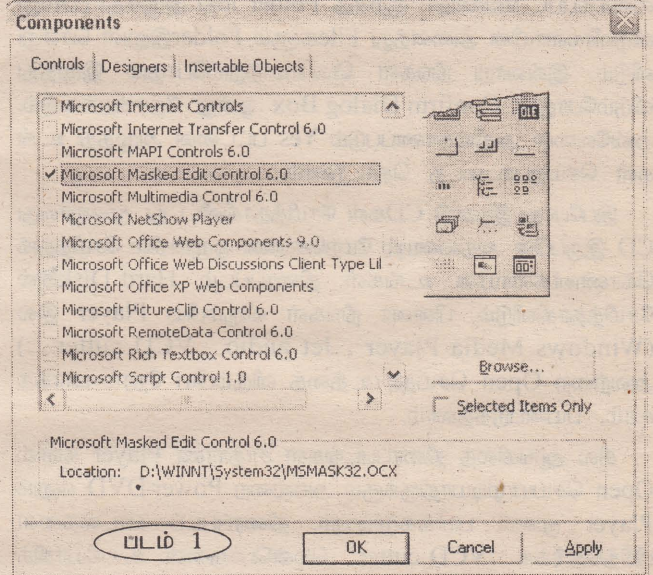 Components
Controls Designers Insertable Objects
Microsoft Internet Controls
Microsoft Internet Transfer Control 6.0
Microsoft MAPI Controls 6.0
Microsoft Masked Edit Control 6.0
Microsoft Multimedia Control 6.0
Microsoft NetShow Player
Microsoft Office Web Components 9.0
Microsoft Office Web Discussions Client Type Lil
Microsoft Office XP Web Components
Microsoft PictureClip Control 6.0
Microsoft RemoteData Control 6.0
Microsoft Rich Textbox Control 6.0
Microsoft Script Control 1.0
OLE
Browse...
Selected Items Only
Microsoft Masked Edit Control 6.0
Location: D:\WINNT\System32\MSMASK32.OCX
படம் 1
OK Cancel Apply